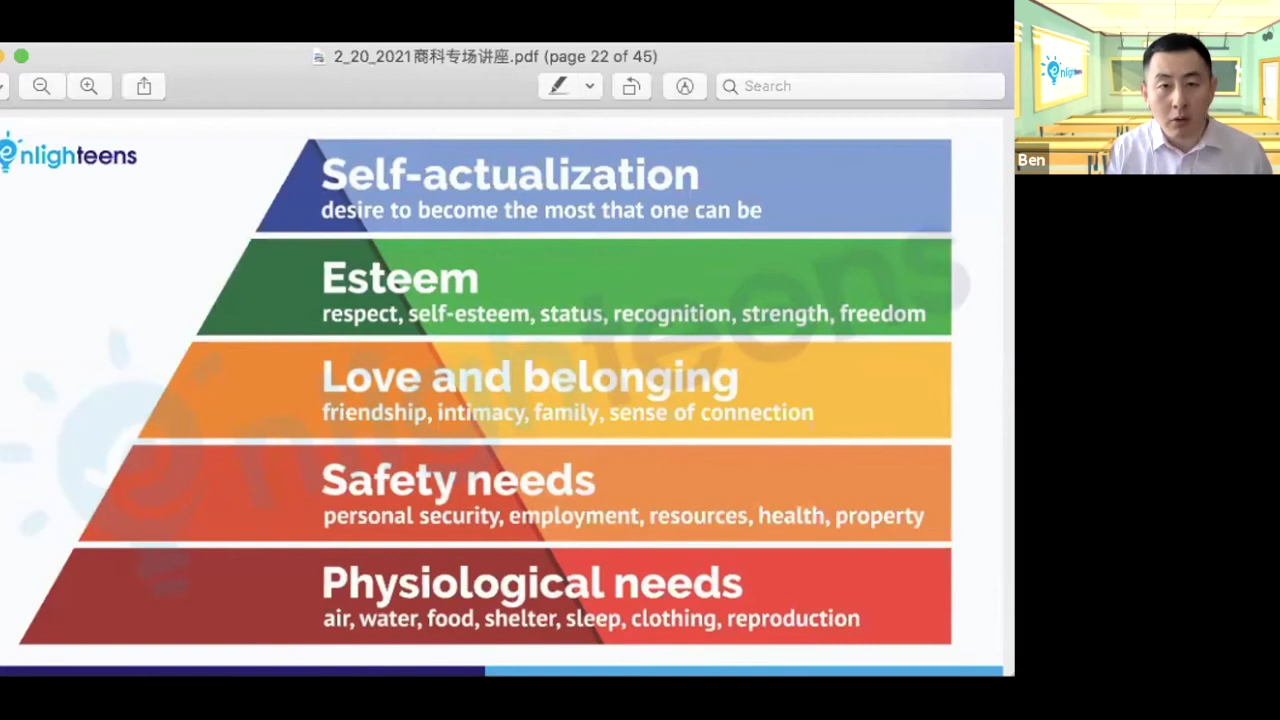 2_20_2021商科专场讲座.pdf (page 22 of 45)
Search
enlighteens
Self-actualization
desire to become the most that one can be
Esteem
respect, self-esteem, status, recognition, strength, freedom
Love and belonging
friendship, intimacy, family, sense of connection
Safety needs
personal security, employment, resources, health, property
Physiological needs
air, water, food, shelter, sleep, clothing, reproduction
enlighteens
enlighteens
Ben